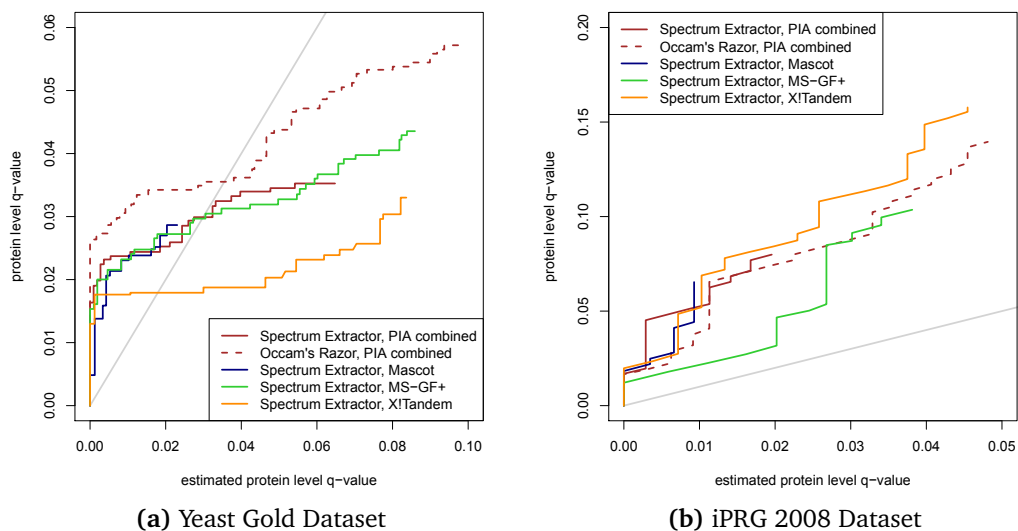 0.06
0.05
0.04
0.03
0.02
0.01
0.00
protein level q−value
Spectrum Extractor, PIA combined
Occam's Razor, PIA combined
Spectrum Extractor, Mascot
Spectrum Extractor, MS−GF+
Spectrum Extractor, X!Tandem
0.00 0.02 0.04 0.06 0.08 0.10
estimated protein level q−value
(a) Yeast Gold Dataset
0.20
0.15
0.10
0.05
0.00
protein level q−value
Spectrum Extractor, PIA combined
Occam's Razor, PIA combined
Spectrum Extractor, Mascot
Spectrum Extractor, MS−GF+
Spectrum Extractor, X!Tandem
0.00 0.01 0.02 0.03 0.04 0.05
estimated protein level q−value
(b) iPRG 2008 Dataset